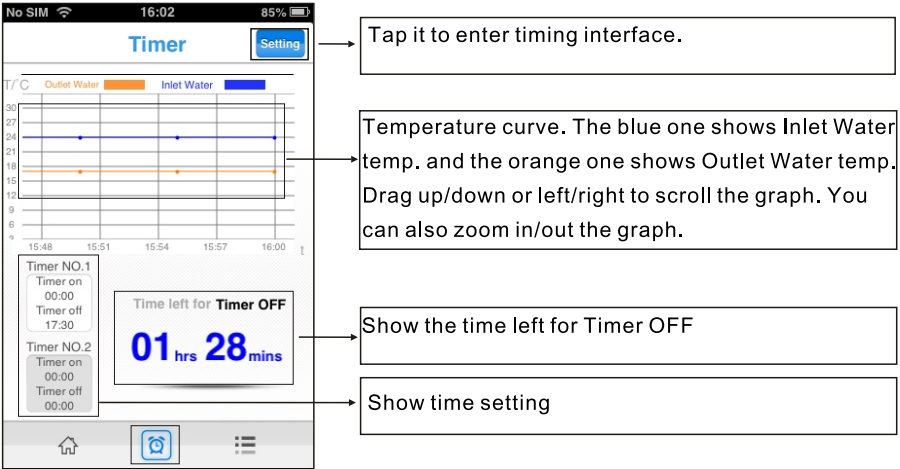 No SIM 16:02 85%
Timer
Setting
Tap it to enter timing interface.
T/°C Outlet Water Inlet Water
30
27
24
21
18
15
12
9
6
15:48 15:51 15:54 15:57 16:00 t
Temperature curve. The blue one shows Inlet Water
temp. and the orange one shows Outlet Water temp.
Drag up/down or left/right to scroll the graph. You
can also zoom in/out the graph.
Timer NO.1
Timer on
00:00
Timer off
17:30
Timer NO.2
Timer on
00:00
Timer off
00:00
Time left for Timer OFF
01 hrs 28 mins
Show the time left for Timer OFF
Show time setting